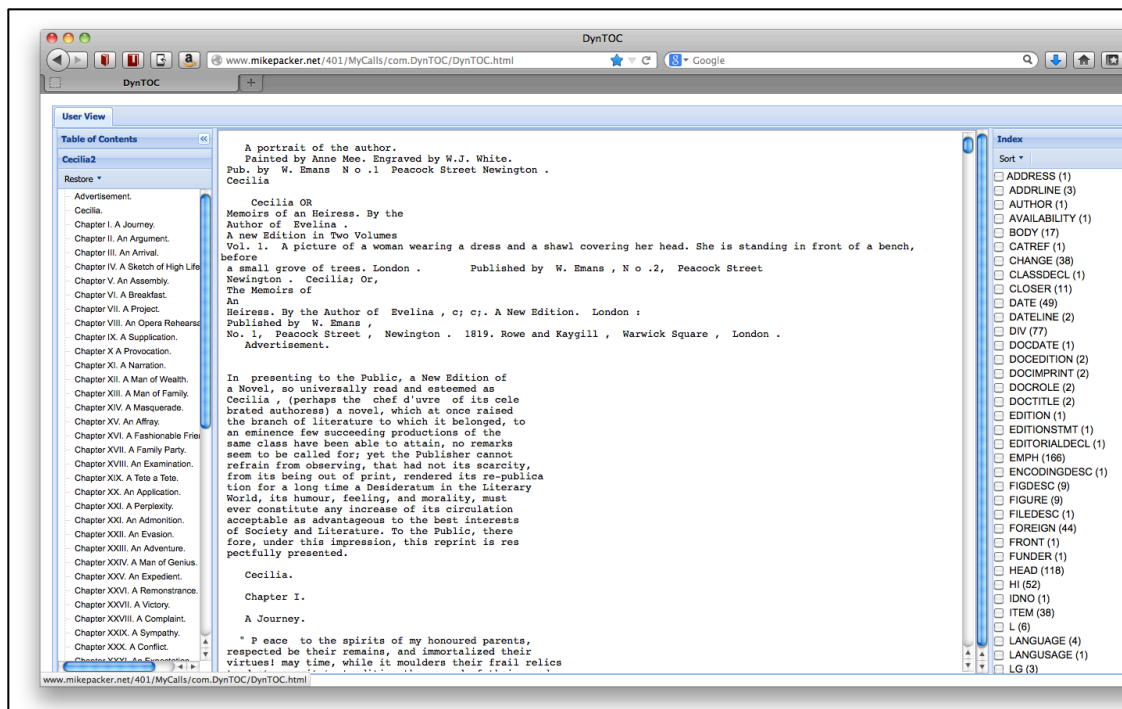 DynTOC
www.mikepacker.net/401/MyCalls/com.DynTOC/DynTOC.html
Google
DynTOC
User View
Table of Contents
Cecilia2
Restore
Advertisement.
Cecilia.
Chapter I. A Journey.
Chapter II. An Argument.
Chapter III. An Arrival.
Chapter IV. A Sketch of High Life
Chapter V. An Assembly.
Chapter VI. A Breakfast.
Chapter VII. A Project.
Chapter VIII. An Opera Rehearsa
Chapter IX. A Supplication.
Chapter X A Provocation.
Chapter XI. A Narration.
Chapter XII. A Man of Wealth.
Chapter XIII. A Man of Family.
Chapter XIV. A Masquerade.
Chapter XV. An Affray.
Chapter XVI. A Fashionable Frie
Chapter XVII. A Family Party.
Chapter XVIII. An Examination.
Chapter XIX. A Tete a Tete.
Chapter XX. An Application.
Chapter XXI. A Perplexity.
Chapter XXI. An Admonition.
Chapter XXII. An Evasion.
Chapter XXIII. An Adventure.
Chapter XXIV. A Man of Genius.
Chapter XXV. An Expedient.
Chapter XXVI. A Remonstrance.
Chapter XXVII. A Victory.
Chapter XXVIII. A Complaint.
Chapter XXIX. A Sympathy.
Chapter XXX. A Conflict.
Chapter XXXI. An Expectation
A portrait of the author.
Painted by Anne Mee. Engraved by W.J. White.
Pub. by W. Emans N o .1 Peacock Street Newington .
Cecilia
Cecilia OR
Memoirs of an Heiress. By the
Author of Evelina .
A new Edition in Two Volumes
Vol. 1. A picture of a woman wearing a dress and a shawl covering her head. She is standing in front of a bench,
before
a small grove of trees. London . Published by W. Emans , N o .2, Peacock Street
Newington . Cecilia; Or,
The Memoirs of
An
Heiress. By the Author of Evelina , c; c;. A New Edition. London :
Published by W. Emans ,
No. 1, Peacock Street , Newington . 1819. Rowe and Kaygill , Warwick Square , London .
Advertisement.
In presenting to the Public, a New Edition of
a Novel, so universally read and esteemed as
Cecilia , (perhaps the chef d'uvre of its cele
brated authoress) a novel, which at once raised
the branch of literature to which it belonged, to
an eminence few succeeding productions of the
same class have been able to attain, no remarks
seem to be called for; yet the Publisher cannot
refrain from observing, that had not its scarcity,
from its being out of print, rendered its re-publica
tion for a long time a Desideratum in the Literary
World, its humour, feeling, and morality, must
ever constitute any increase of its circulation
acceptable as advantageous to the best interests
of Society and Literature. To the Public, there
fore, under this impression, this reprint is res
pectfully presented.
Cecilia.
Chapter I.
A Journey.
" P eace to the spirits of my honoured parents,
respected be their remains, and immortalized their
virtues! may time, while it moulders their frail relics
Index
Sort
ADDRESS (1)
ADDRLINE (3)
AUTHOR (1)
AVAILABILITY (1)
BODY (17)
CATREF (1)
CHANGE (38)
CLASSDECL (1)
CLOSER (11)
DATE (49)
DATELINE (2)
DIV (77)
DOCDATE (1)
DOCEDITION (2)
DOCIMPRINT (2)
DOCROLE (2)
DOCTITLE (2)
EDITION (1)
EDITIONSTMT (1)
EDITORIALDECL (1)
EMPH (166)
ENCODINGDESC (1)
FIGDESC (9)
FIGURE (9)
FILEDESC (1)
FOREIGN (44)
FRONT (1)
FUNDER (1)
HEAD (118)
HI (52)
IDNO (1)
ITEM (38)
L (6)
LANGUAGE (4)
LANGUSAGE (1)
LG (3)
www.mikepacker.net/401/MyCalls/com.DynTOC/DynTOC.html